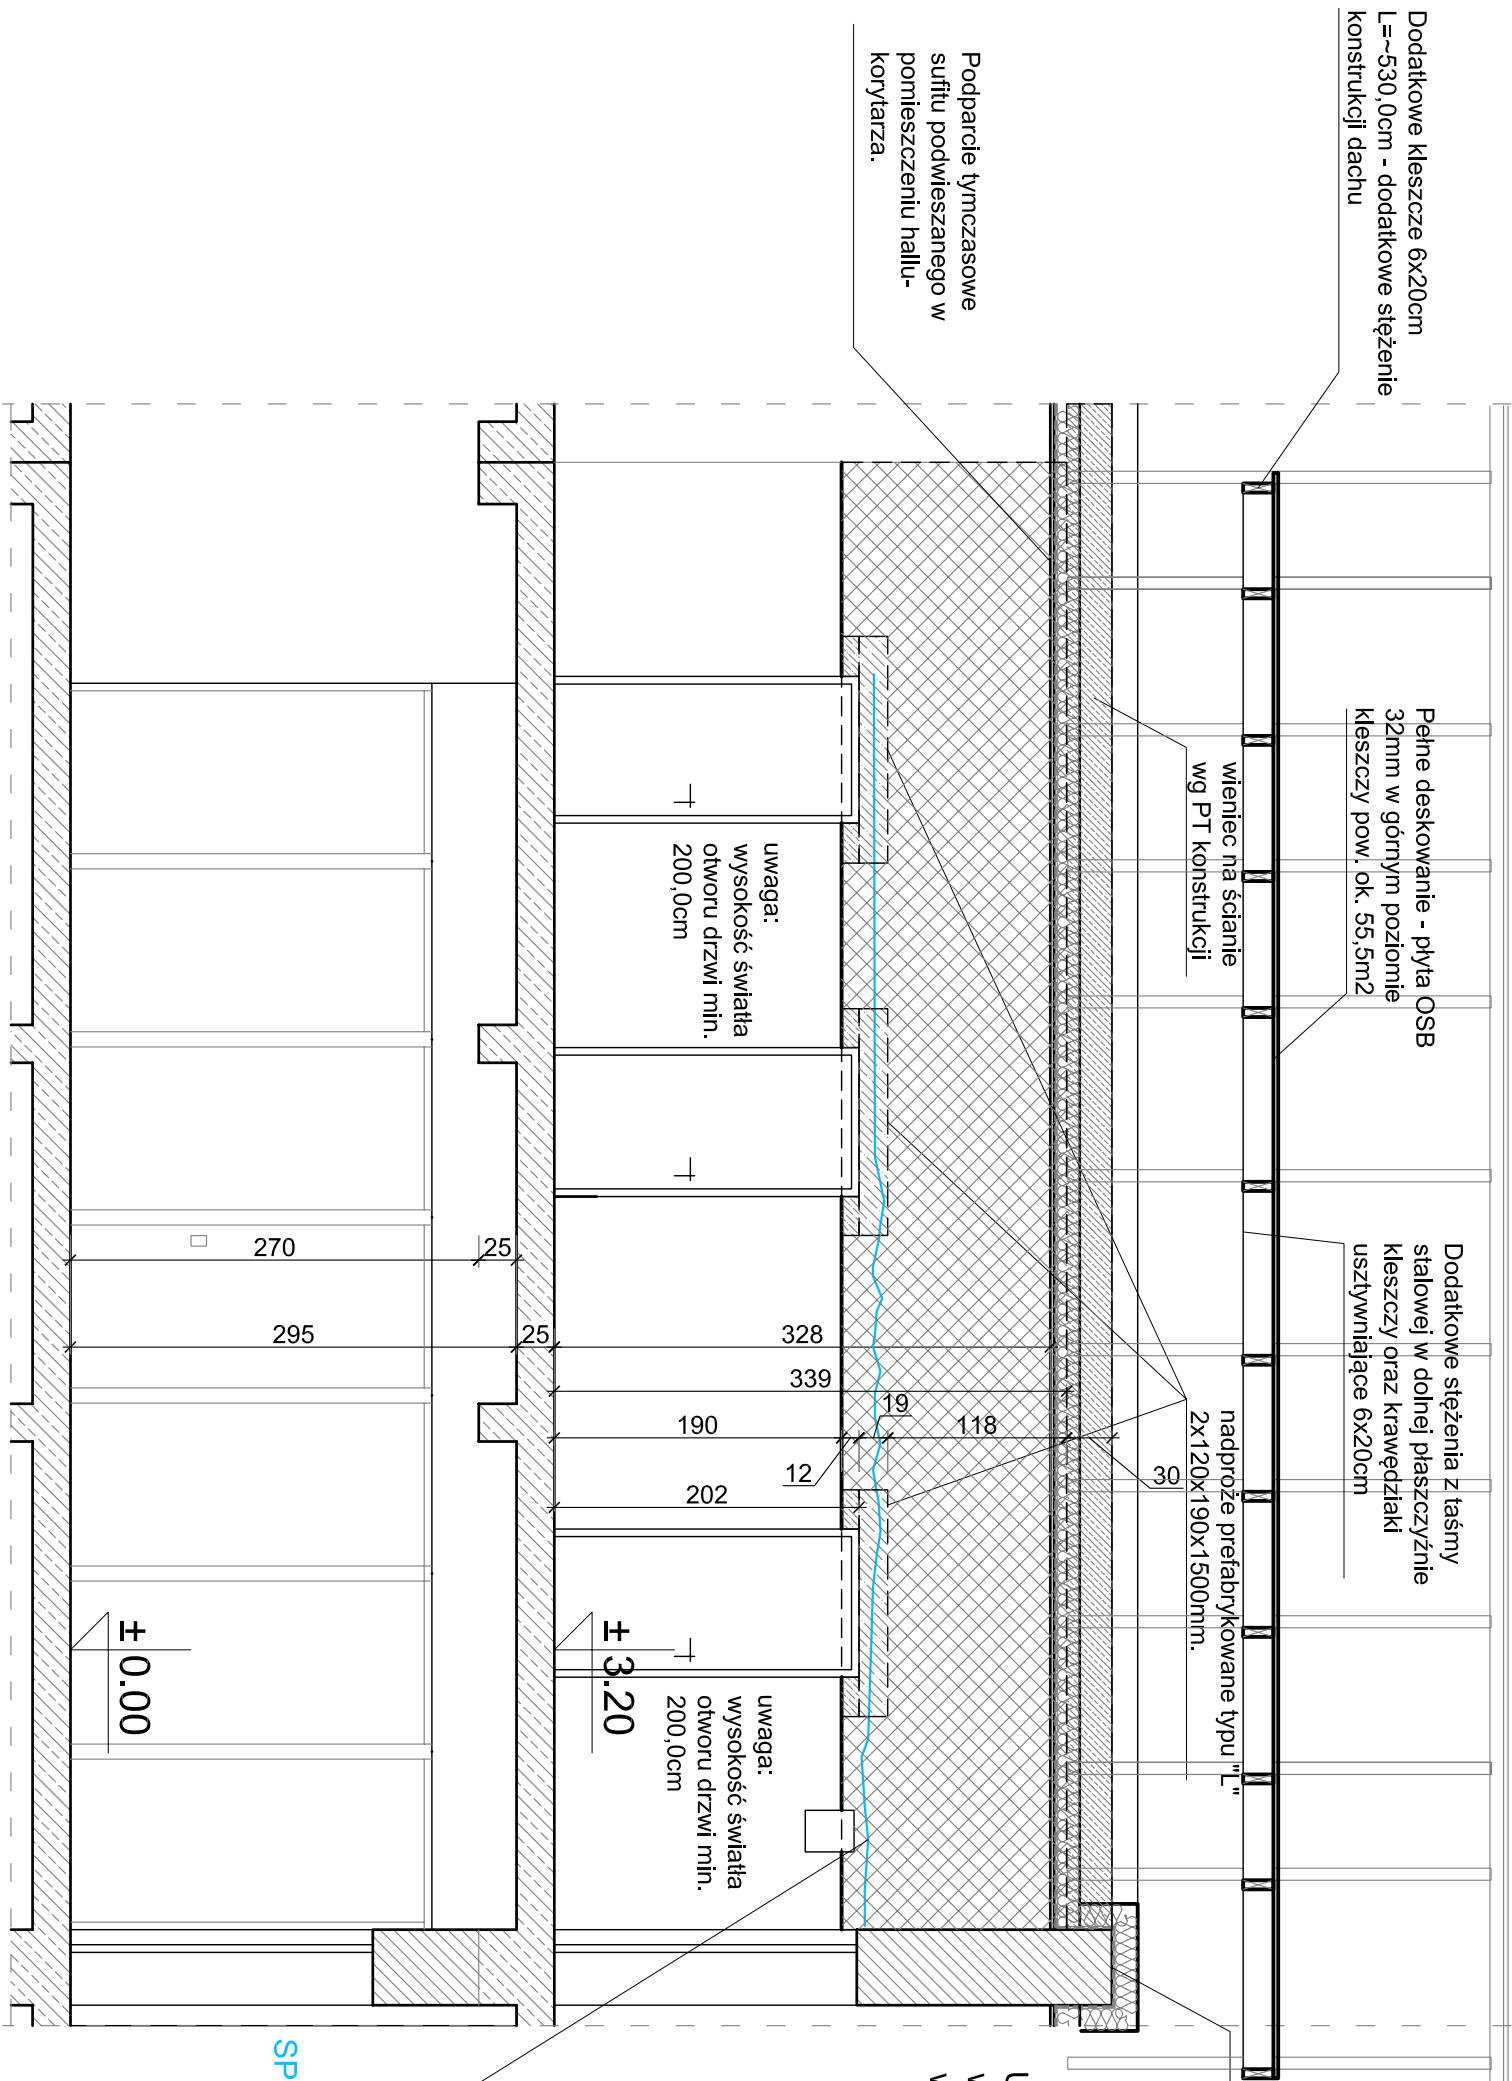 Dodatkowe kleszcze 6x20cm
L=~530,0cm - dodatkowe stężenie
konstrukcji dachu
Podparcie tymczasowe
sufitu podwieszanego w
pomieszczeniu hallu-
korytarza.
Pełne deskowanie - płyta OSB
32mm w górnym poziomie
kleszczy pow. ok. 55,5m2
wieniec na ścianie
wg PT konstrukcji
Dodatkowe stężenia z taśmy
stalowej w dolnej płaszczyźnie
kleszczy oraz krawędziaki
usztywniające 6x20cm
nadproże prefabrykowane typu "L"
2x120x190x1500mm.
uwaga:
wysokość światła
otworu drzwi min.
200,0cm
uwaga:
wysokość światła
otworu drzwi min.
200,0cm
270
25
295
25
328
339
190
12
19
118
30
202
± 3.20
± 0.00
SP